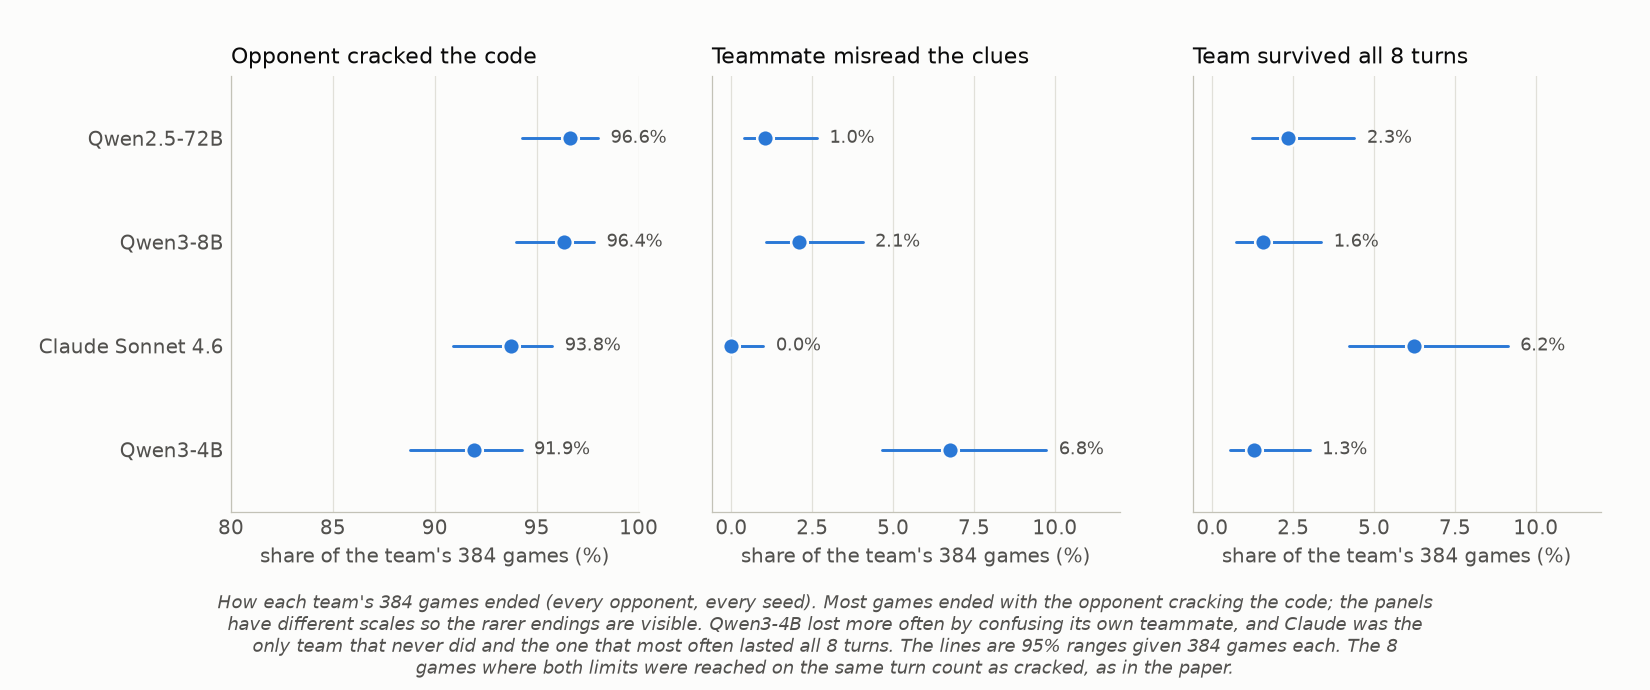 Opponent cracked the code
Teammate misread the clues
Team survived all 8 turns
Qwen2.5-72B
96.6%
1.0%
2.3%
Qwen3-8B
96.4%
2.1%
1.6%
Claude Sonnet 4.6
93.8%
0.0%
6.2%
Qwen3-4B
91.9%
6.8%
1.3%
80 85 90 95 100
0.0 2.5 5.0 7.5 10.0
0.0 2.5 5.0 7.5 10.0
share of the team's 384 games (%)
share of the team's 384 games (%)
share of the team's 384 games (%)
How each team's 384 games ended (every opponent, every seed). Most games ended with the opponent cracking the code; the panels
have different scales so the rarer endings are visible. Qwen3-4B lost more often by confusing its own teammate, and Claude was the
only team that never did and the one that most often lasted all 8 turns. The lines are 95% ranges given 384 games each. The 8
games where both limits were reached on the same turn count as cracked, as in the paper.